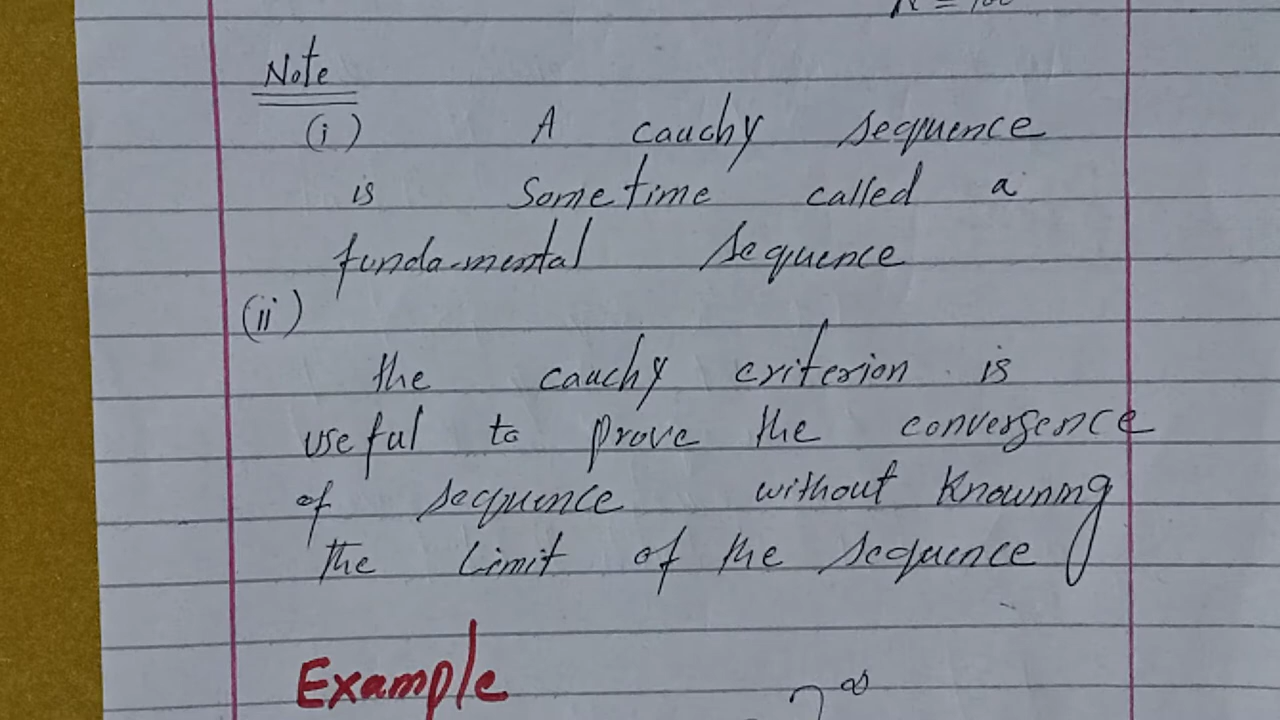 Note
(i) A cauchy sequence
is Sometime called a
funda-mental sequence
(ii)
the cauchy criterion is
useful to prove the convergence
of sequence without Knowning
the Limit of the sequence
Example